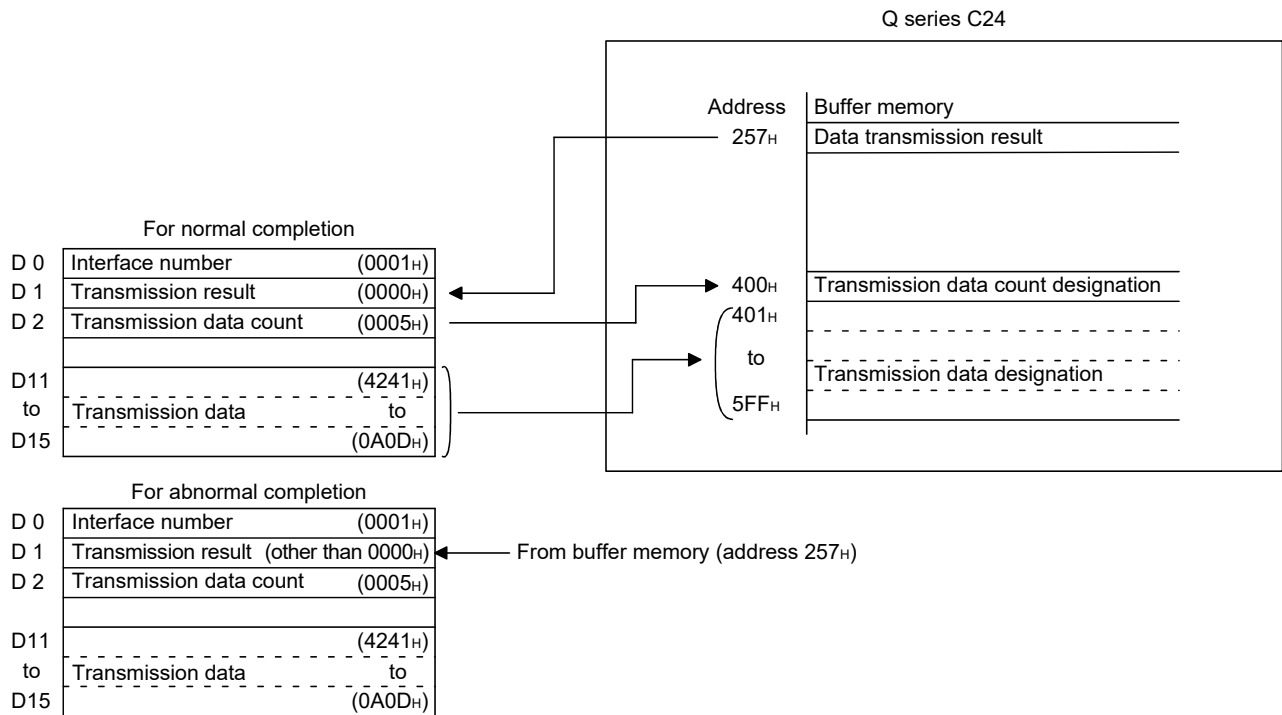 Q series C24
Address Buffer memory
257H Data transmission result
For normal completion
D 0 Interface number (0001H)
D 1 Transmission result (0000H)
D 2 Transmission data count (0005H)
400H Transmission data count designation
401H
to
Transmission data designation
5FFH
D11 (4241H)
to Transmission data to
D15 (0A0DH)
For abnormal completion
D 0 Interface number (0001H)
D 1 Transmission result (other than 0000H) From buffer memory (address 257H)
D 2 Transmission data count (0005H)
D11 (4241H)
to Transmission data to
D15 (0A0DH)